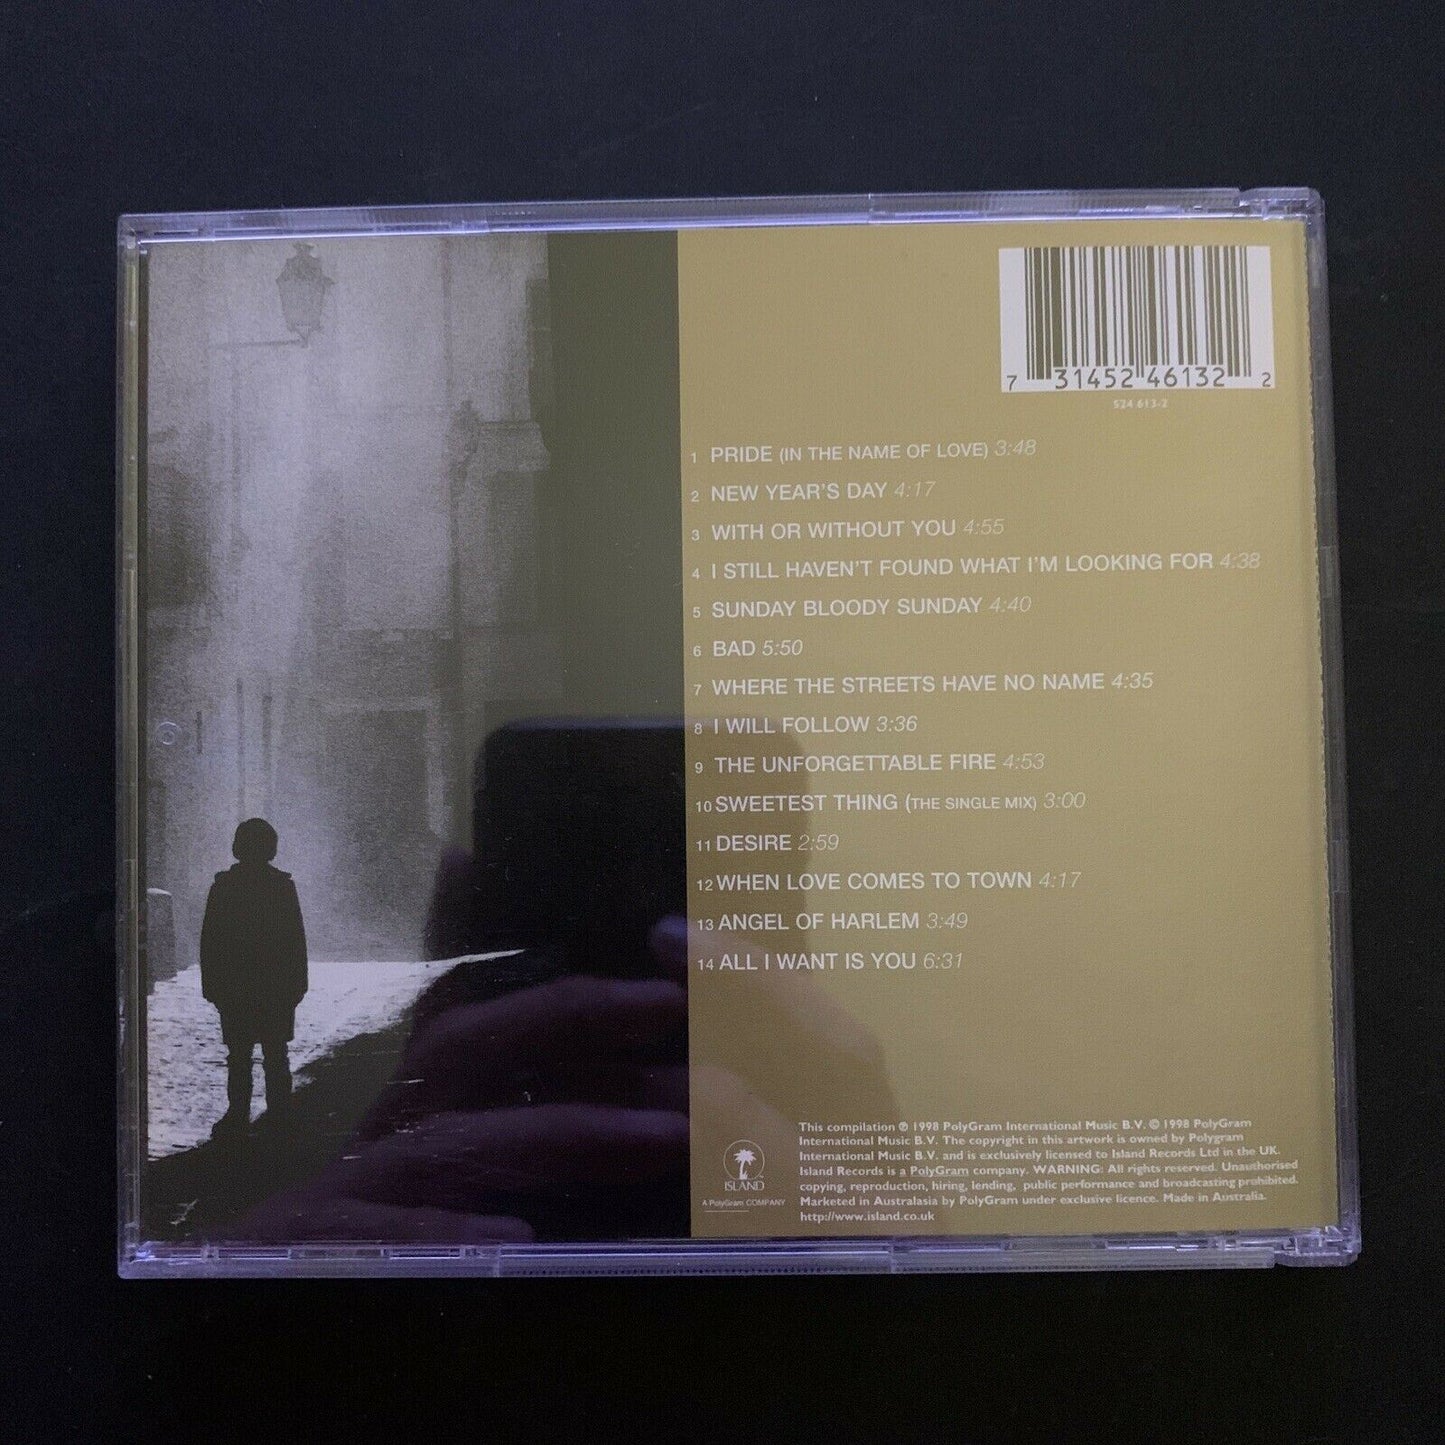 7 31452 46132 2
524 613-2
1 PRIDE (IN THE NAME OF LOVE) 3:48
2 NEW YEAR'S DAY 4:17
3 WITH OR WITHOUT YOU 4:55
4 I STILL HAVEN'T FOUND WHAT I'M LOOKING FOR 4:38
5 SUNDAY BLOODY SUNDAY 4:40
6 BAD 5:50
7 WHERE THE STREETS HAVE NO NAME 4:35
8 I WILL FOLLOW 3:36
9 THE UNFORGETTABLE FIRE 4:53
10 SWEETEST THING (THE SINGLE MIX) 3:00
11 DESIRE 2:59
12 WHEN LOVE COMES TO TOWN 4:17
13 ANGEL OF HARLEM 3:49
14 ALL I WANT IS YOU 6:31
ISLAND
A PolyGram COMPANY
This compilation ℗ 1998 PolyGram International Music B.V. © 1998 PolyGram
International Music B.V. The copyright in this artwork is owned by Polygram
International Music B.V. and is exclusively licensed to Island Records Ltd in the UK.
Island Records is a PolyGram company. WARNING: All rights reserved. Unauthorised
copying, reproduction, hiring, lending, public performance and broadcasting prohibited.
Marketed in Australasia by PolyGram under exclusive licence. Made in Australia.
http://www.island.co.uk